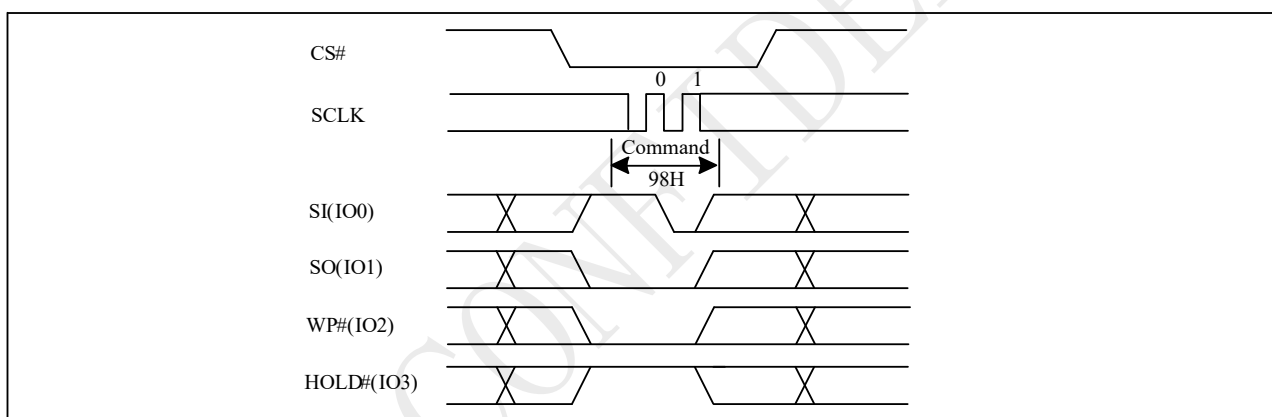 CS#
0 1
SCLK
Command
98H
SI(IO0)
SO(IO1)
WP#(IO2)
HOLD#(IO3)